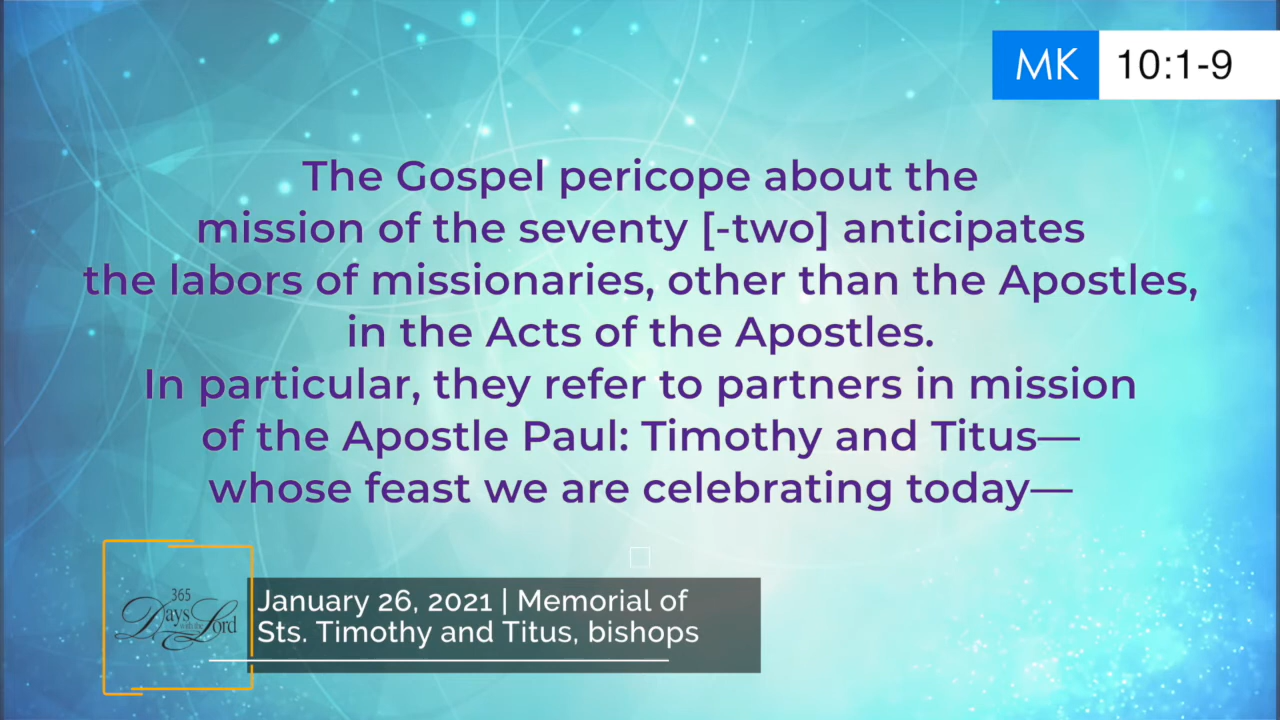 MK 10:1-9
The Gospel pericope about the
mission of the seventy [-two] anticipates
the labors of missionaries, other than the Apostles,
in the Acts of the Apostles.
In particular, they refer to partners in mission
of the Apostle Paul: Timothy and Titus—
whose feast we are celebrating today—
365
Days with the Lord
January 26, 2021 | Memorial of
Sts. Timothy and Titus, bishops